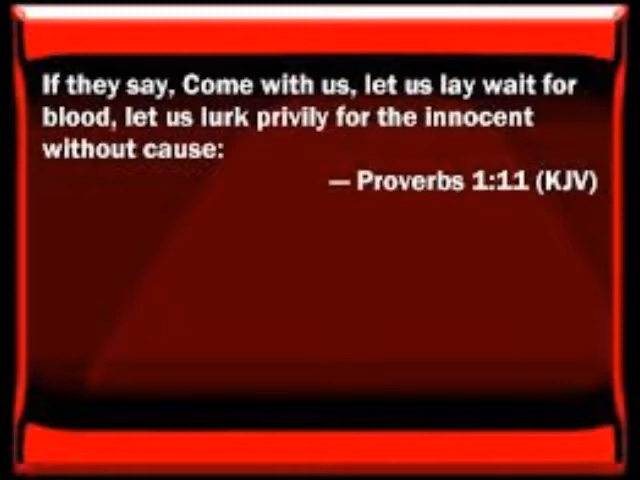 If they say, Come with us, let us lay wait for
blood, let us lurk privily for the innocent
without cause:
— Proverbs 1:11 (KJV)